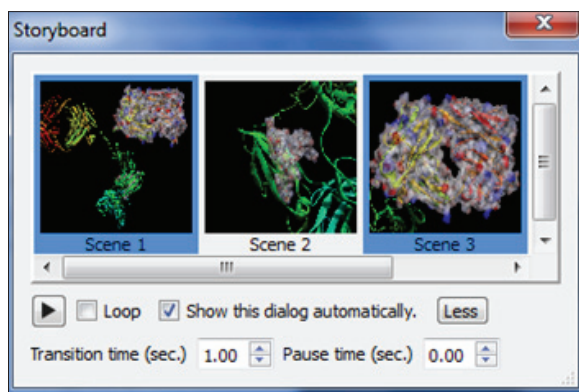 Storyboard
Scene 1 Scene 2 Scene 3
Loop Show this dialog automatically. Less
Transition time (sec.) 1.00 Pause time (sec.) 0.00